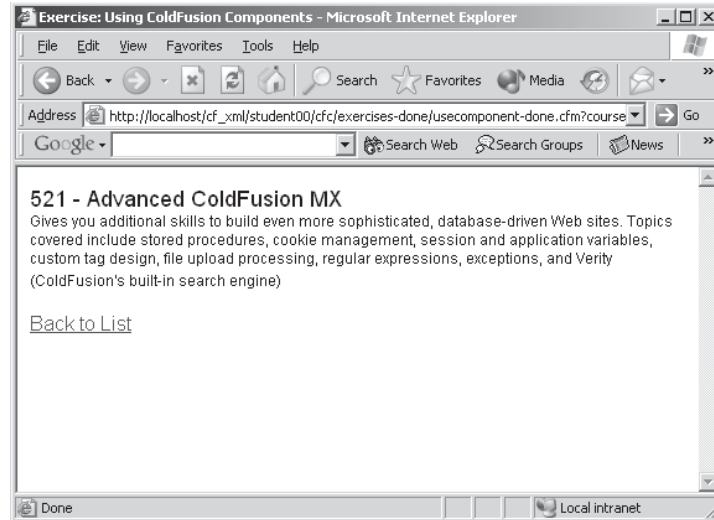 Exercise: Using ColdFusion Components - Microsoft Internet Explorer
File Edit View Favorites Tools Help
Back Search Favorites Media
Address http://localhost/cf_xml/student00/cfc/exercises-done/usecomponent-done.cfm?course Go
Google Search Web Search Groups News
521 - Advanced ColdFusion MX
Gives you additional skills to build even more sophisticated, database-driven Web sites. Topics
covered include stored procedures, cookie management, session and application variables,
custom tag design, file upload processing, regular expressions, exceptions, and Verity
(ColdFusion's built-in search engine)
Back to List
Done Local intranet